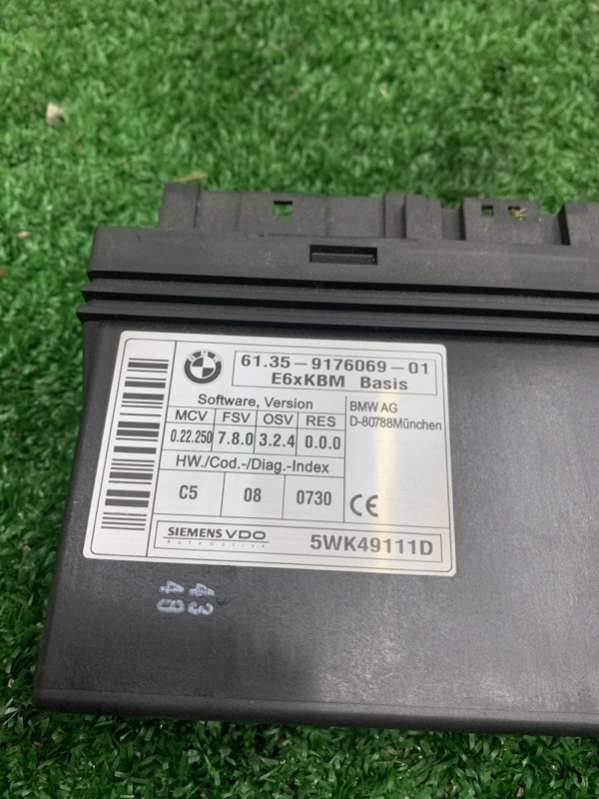 61.35-9176069-01
E6xKBM Basis
Software, Version
MCV FSV OSV RES
0.22.250 7.8.0 3.2.4 0.0.0
BMW AG
D-80788München
HW./Cod.-/Diag.-Index
C5 08 0730
CE
SIEMENS VDO
Automotive
5WK49111D
43
49